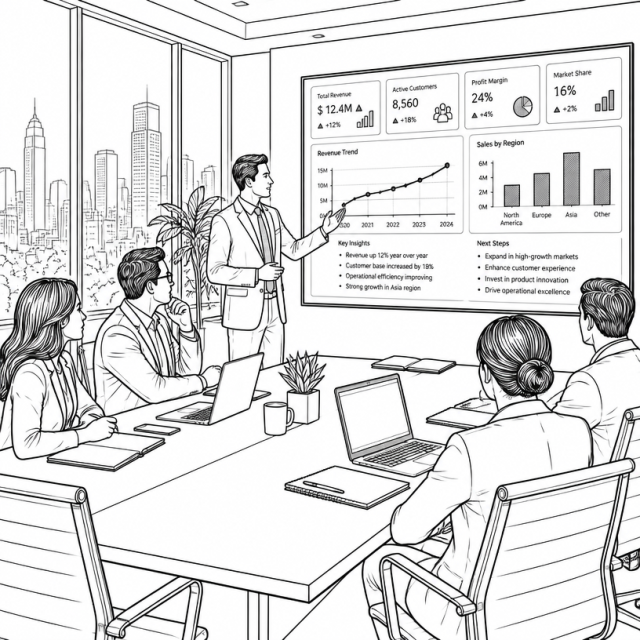 Total Revenue
$ 12.4M ▲
▲ +12%
Active Customers
8,560
▲ +18%
Profit Margin
24%
▲ +4%
Market Share
16%
▲ +2%
Revenue Trend
15M
10M
5M
0M
2020 2021 2022 2023 2024
Sales by Region
6M
4M
2M
0M
North America Europe Asia Other
Key Insights
• Revenue up 12% year over year
• Customer base increased by 18%
• Operational efficiency improving
• Strong growth in Asia region
Next Steps
• Expand in high-growth markets
• Enhance customer experience
• Invest in product innovation
• Drive operational excellence